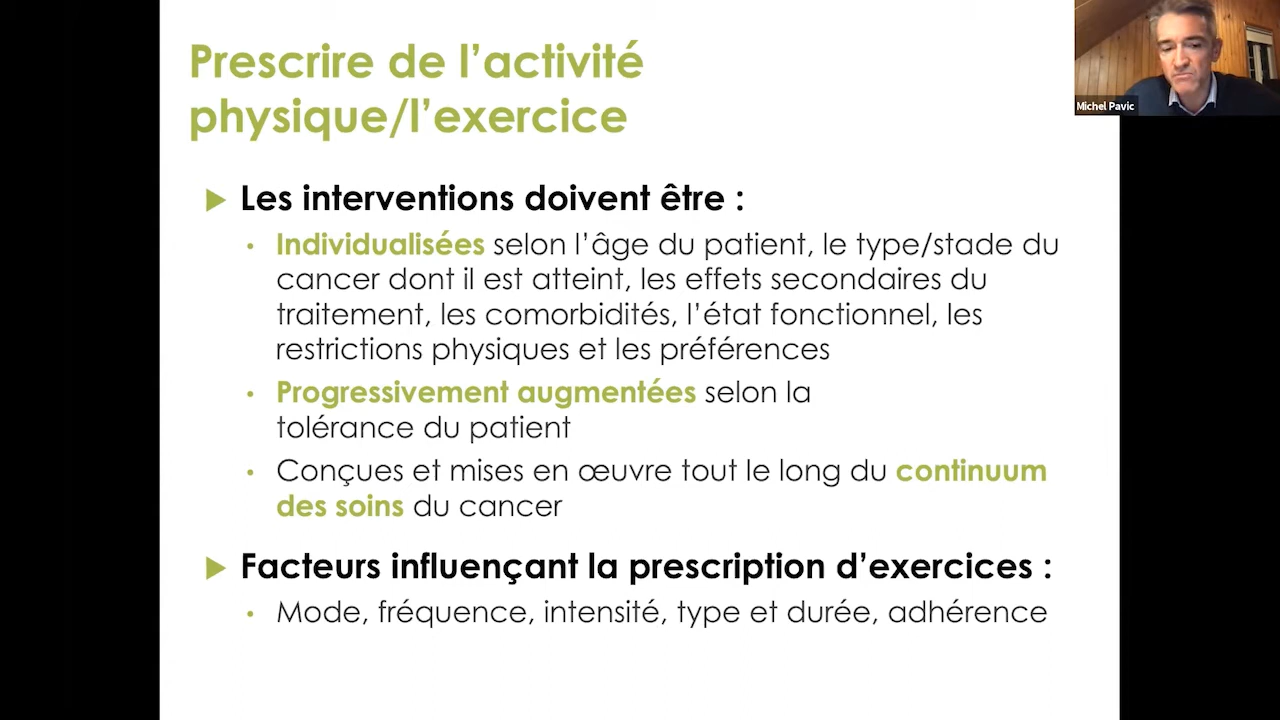 Prescrire de l’activité
physique/l’exercice
Michel Pavic
Les interventions doivent être :
• Individualisées selon l’âge du patient, le type/stade du
cancer dont il est atteint, les effets secondaires du
traitement, les comorbidités, l’état fonctionnel, les
restrictions physiques et les préférences
• Progressivement augmentées selon la
tolérance du patient
• Conçues et mises en œuvre tout le long du continuum
des soins du cancer
Facteurs influençant la prescription d’exercices :
• Mode, fréquence, intensité, type et durée, adhérence